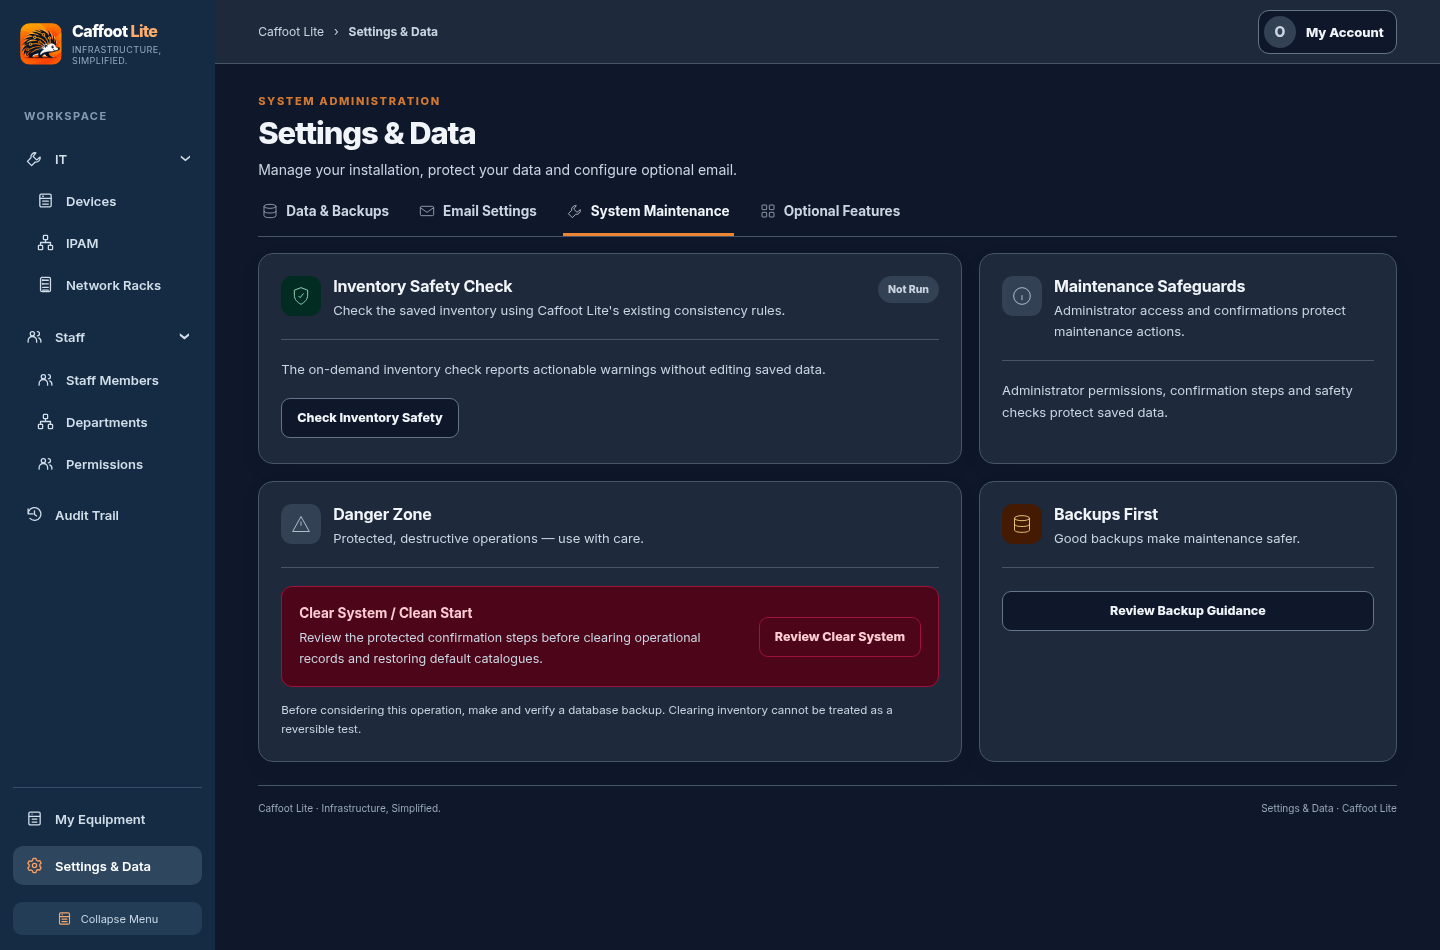 Caffoot Lite
INFRASTRUCTURE,
SIMPLIFIED.
WORKSPACE
IT
Devices
IPAM
Network Racks
Staff
Staff Members
Departments
Permissions
Audit Trail
My Equipment
Settings & Data
Collapse Menu
Caffoot Lite › Settings & Data
O My Account
SYSTEM ADMINISTRATION
Settings & Data
Manage your installation, protect your data and configure optional email.
Data & Backups Email Settings System Maintenance Optional Features
Inventory Safety Check
Not Run
Check the saved inventory using Caffoot Lite's existing consistency rules.
The on-demand inventory check reports actionable warnings without editing saved data.
Check Inventory Safety
Maintenance Safeguards
Administrator access and confirmations protect
maintenance actions.
Administrator permissions, confirmation steps and safety
checks protect saved data.
Danger Zone
Protected, destructive operations — use with care.
Clear System / Clean Start
Review the protected confirmation steps before clearing operational
records and restoring default catalogues.
Review Clear System
Before considering this operation, make and verify a database backup. Clearing inventory cannot be treated as a
reversible test.
Backups First
Good backups make maintenance safer.
Review Backup Guidance
Caffoot Lite · Infrastructure, Simplified.
Settings & Data · Caffoot Lite